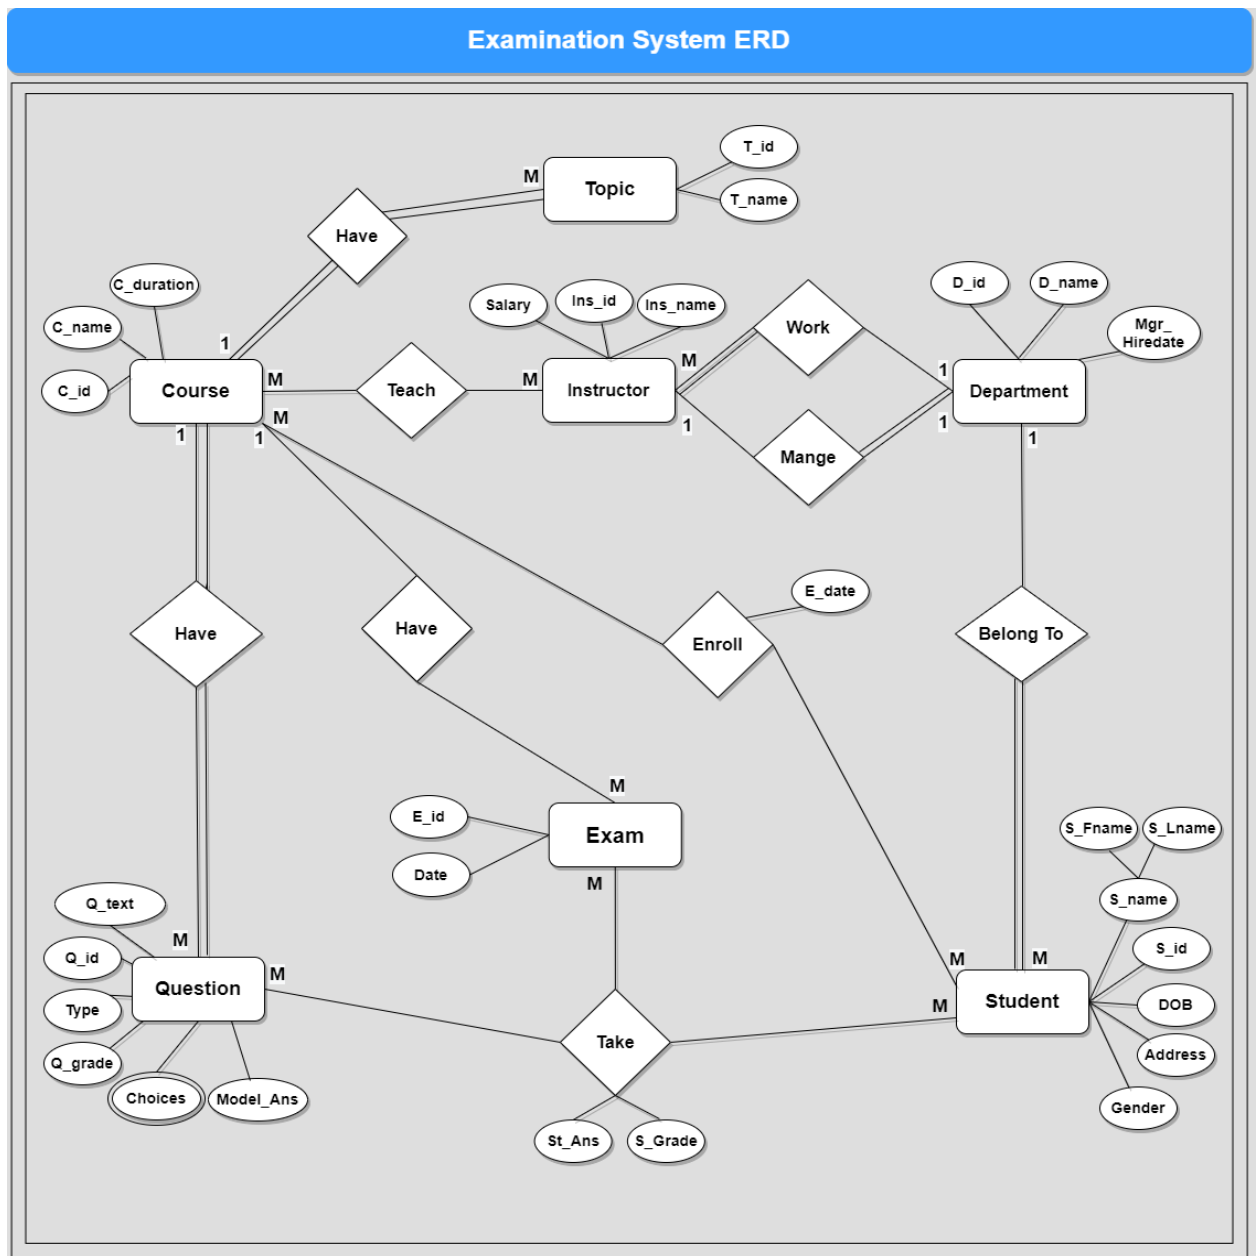 Examination System ERD
T_id
M
Topic
T_name
Have
C_duration
D_id
D_name
Salary
Ins_id
Ins_name
C_name
Work
Mgr_
Hiredate
1
M
1
C_id
Course
M
Teach
M
Instructor
Department
1
1
M
1
1
1
Mange
E_date
Have
Have
Enroll
Belong To
M
E_id
Exam
S_Fname
S_Lname
Date
M
Q_text
S_name
M
S_id
Q_id
M
M
M
Question
Type
M
Student
DOB
Take
Address
Q_grade
Choices
Model_Ans
Gender
St_Ans
S_Grade